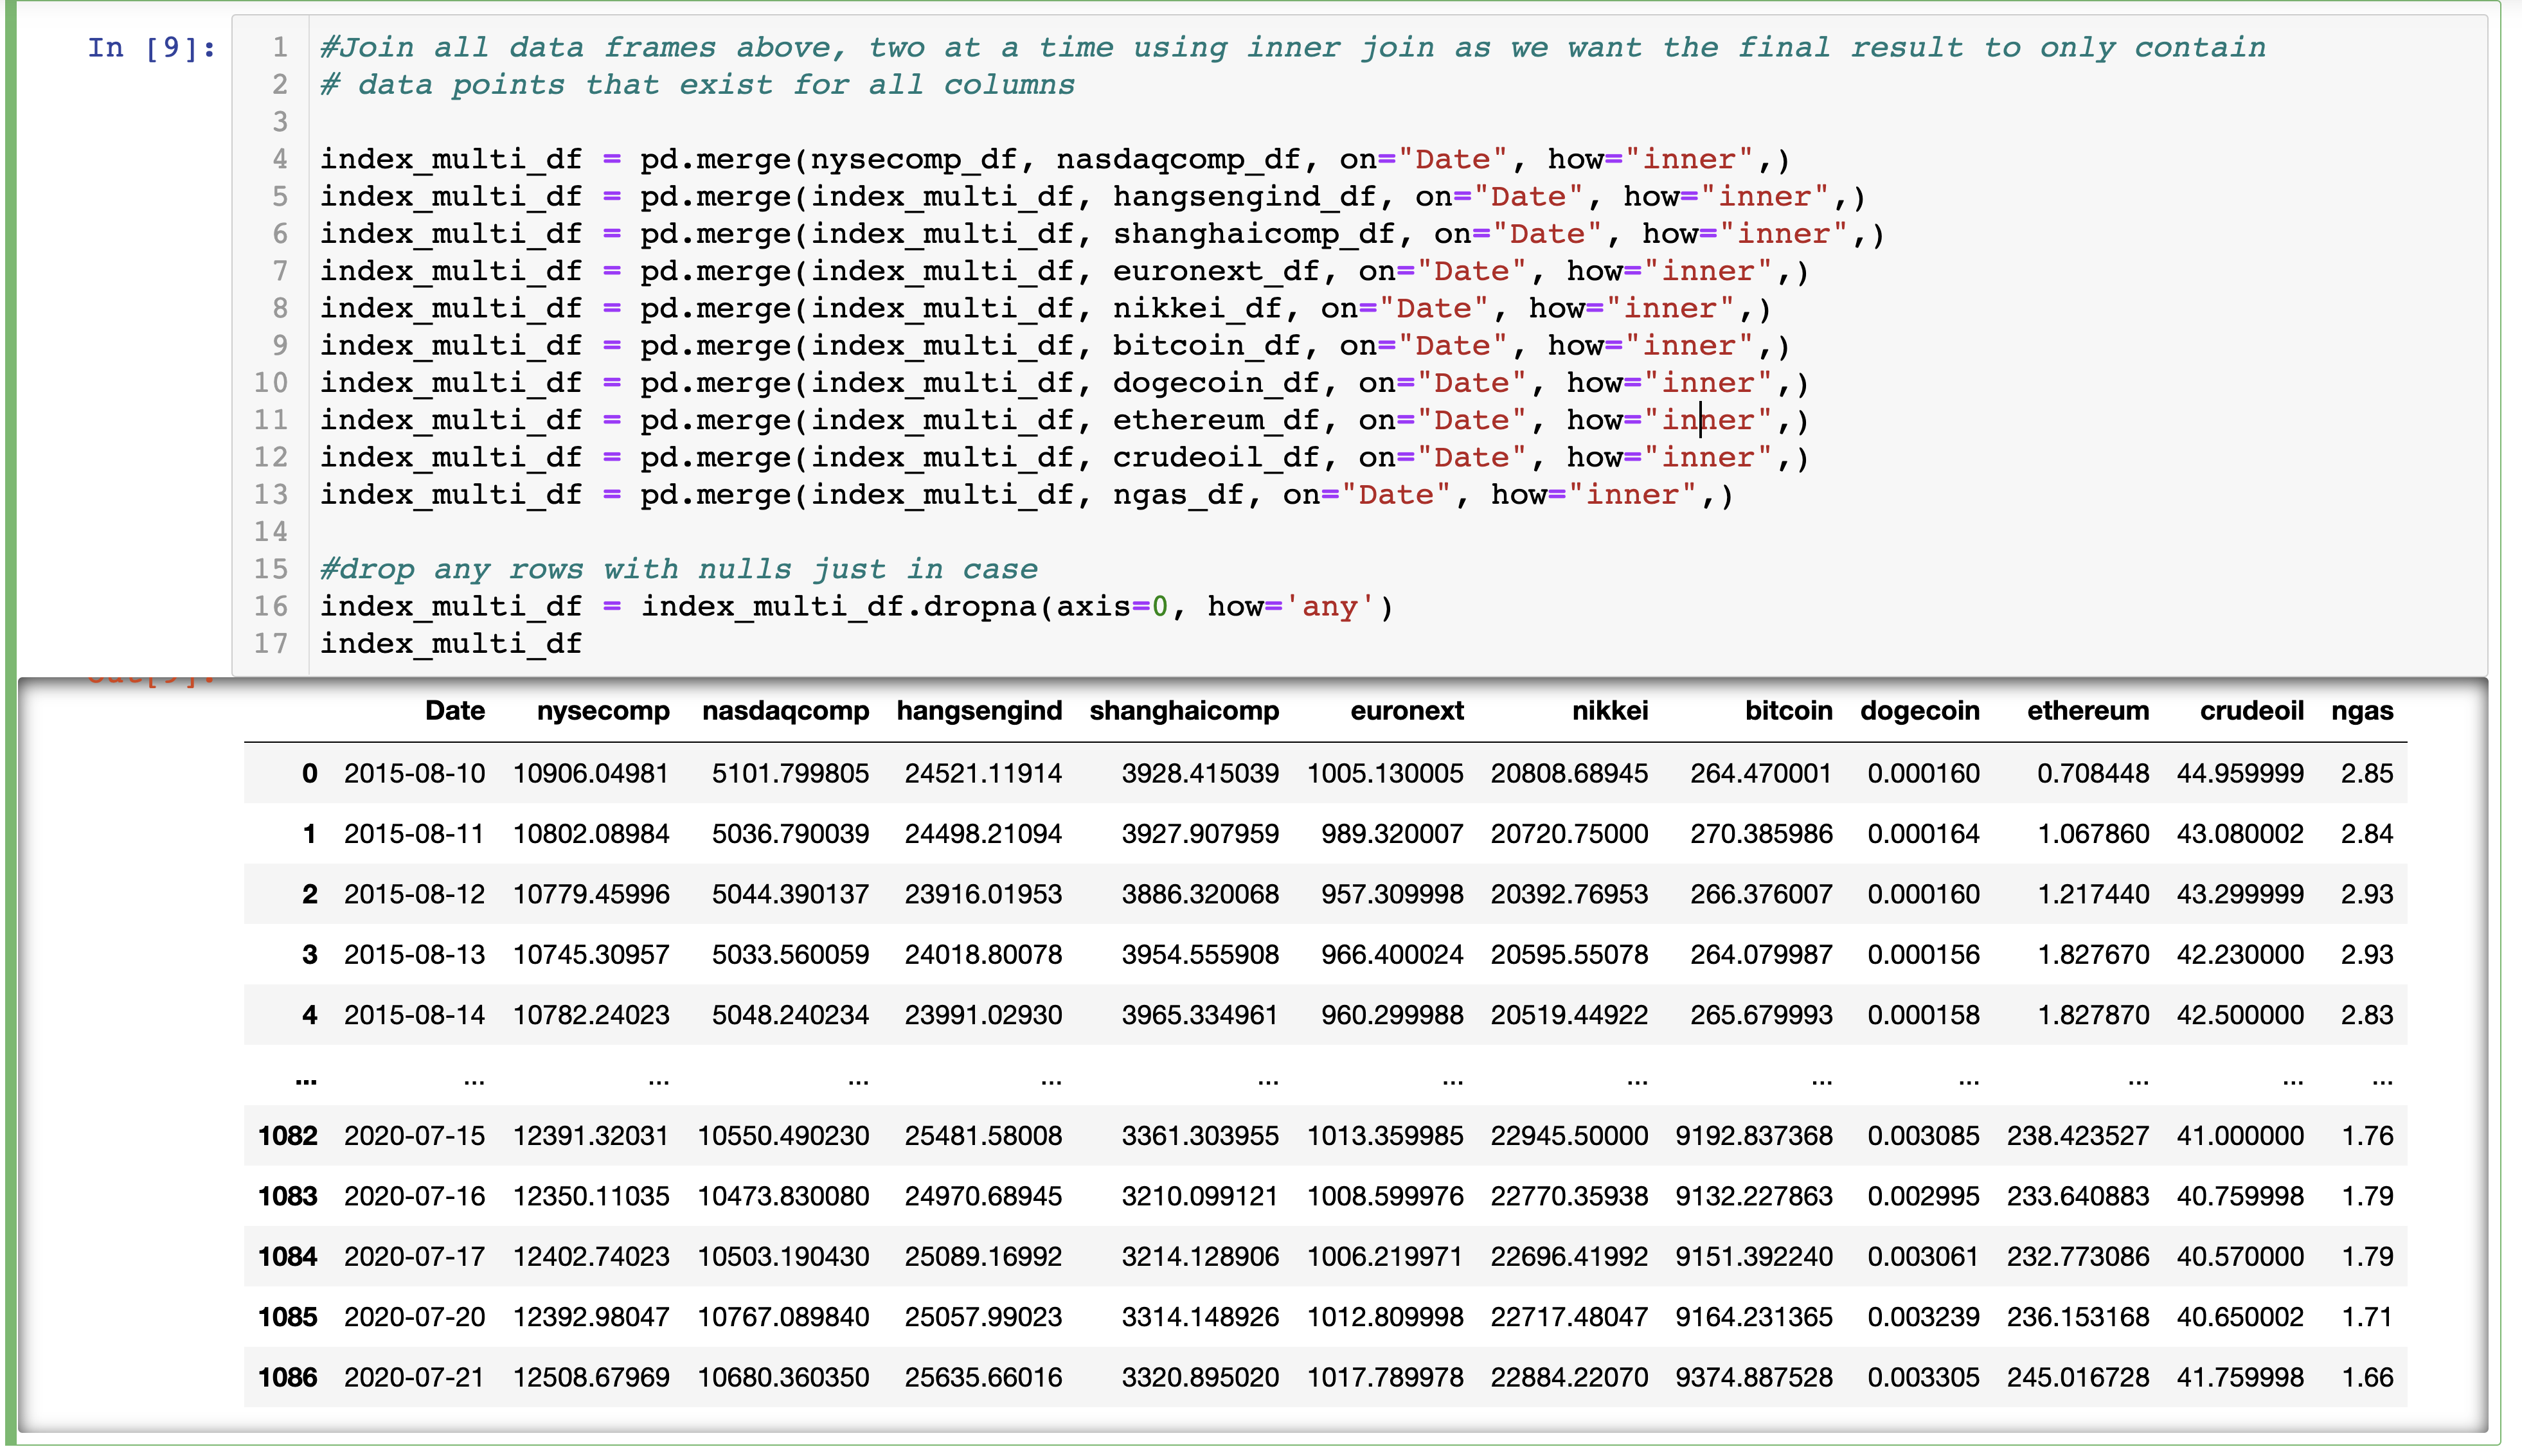 In [9]:
1 #Join all data frames above, two at a time using inner join as we want the final result to only contain
2 # data points that exist for all columns
3
4 index_multi_df = pd.merge(nysecomp_df, nasdaqcomp_df, on="Date", how="inner",)
5 index_multi_df = pd.merge(index_multi_df, hangsengind_df, on="Date", how="inner",)
6 index_multi_df = pd.merge(index_multi_df, shanghaicomp_df, on="Date", how="inner",)
7 index_multi_df = pd.merge(index_multi_df, euronext_df, on="Date", how="inner",)
8 index_multi_df = pd.merge(index_multi_df, nikkei_df, on="Date", how="inner",)
9 index_multi_df = pd.merge(index_multi_df, bitcoin_df, on="Date", how="inner",)
10 index_multi_df = pd.merge(index_multi_df, dogecoin_df, on="Date", how="inner",)
11 index_multi_df = pd.merge(index_multi_df, ethereum_df, on="Date", how="inner",)
12 index_multi_df = pd.merge(index_multi_df, crudeoil_df, on="Date", how="inner",)
13 index_multi_df = pd.merge(index_multi_df, ngas_df, on="Date", how="inner",)
14
15 #drop any rows with nulls just in case
16 index_multi_df = index_multi_df.dropna(axis=0, how='any')
17 index_multi_df
Date nysecomp nasdaqcomp hangsengind shanghaicomp euronext nikkei bitcoin dogecoin ethereum crudeoil ngas
0 2015-08-10 10906.04981 5101.799805 24521.11914 3928.415039 1005.130005 20808.68945 264.470001 0.000160 0.708448 44.959999 2.85
1 2015-08-11 10802.08984 5036.790039 24498.21094 3927.907959 989.320007 20720.75000 270.385986 0.000164 1.067860 43.080002 2.84
2 2015-08-12 10779.45996 5044.390137 23916.01953 3886.320068 957.309998 20392.76953 266.376007 0.000160 1.217440 43.299999 2.93
3 2015-08-13 10745.30957 5033.560059 24018.80078 3954.555908 966.400024 20595.55078 264.079987 0.000156 1.827670 42.230000 2.93
4 2015-08-14 10782.24023 5048.240234 23991.02930 3965.334961 960.299988 20519.44922 265.679993 0.000158 1.827870 42.500000 2.83
... ... ... ... ... ... ... ... ... ... ... ... ...
1082 2020-07-15 12391.32031 10550.490230 25481.58008 3361.303955 1013.359985 22945.50000 9192.837368 0.003085 238.423527 41.000000 1.76
1083 2020-07-16 12350.11035 10473.830080 24970.68945 3210.099121 1008.599976 22770.35938 9132.227863 0.002995 233.640883 40.759998 1.79
1084 2020-07-17 12402.74023 10503.190430 25089.16992 3214.128906 1006.219971 22696.41992 9151.392240 0.003061 232.773086 40.570000 1.79
1085 2020-07-20 12392.98047 10767.089840 25057.99023 3314.148926 1012.809998 22717.48047 9164.231365 0.003239 236.153168 40.650002 1.71
1086 2020-07-21 12508.67969 10680.360350 25635.66016 3320.895020 1017.789978 22884.22070 9374.887528 0.003305 245.016728 41.759998 1.66